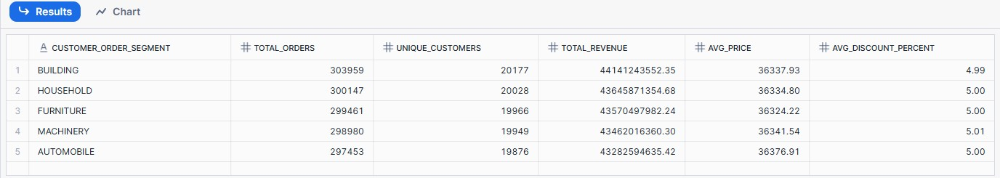 Results Chart
CUSTOMER_ORDER_SEGMENT TOTAL_ORDERS UNIQUE_CUSTOMERS TOTAL_REVENUE AVG_PRICE AVG_DISCOUNT_PERCENT
1 BUILDING 303959 20177 44141243552.35 36337.93 4.99
2 HOUSEHOLD 300147 20028 43645871354.68 36334.80 5.00
3 FURNITURE 299461 19966 43570497982.24 36324.22 5.00
4 MACHINERY 298980 19949 43462016360.30 36341.54 5.01
5 AUTOMOBILE 297453 19876 43282594635.42 36376.91 5.00